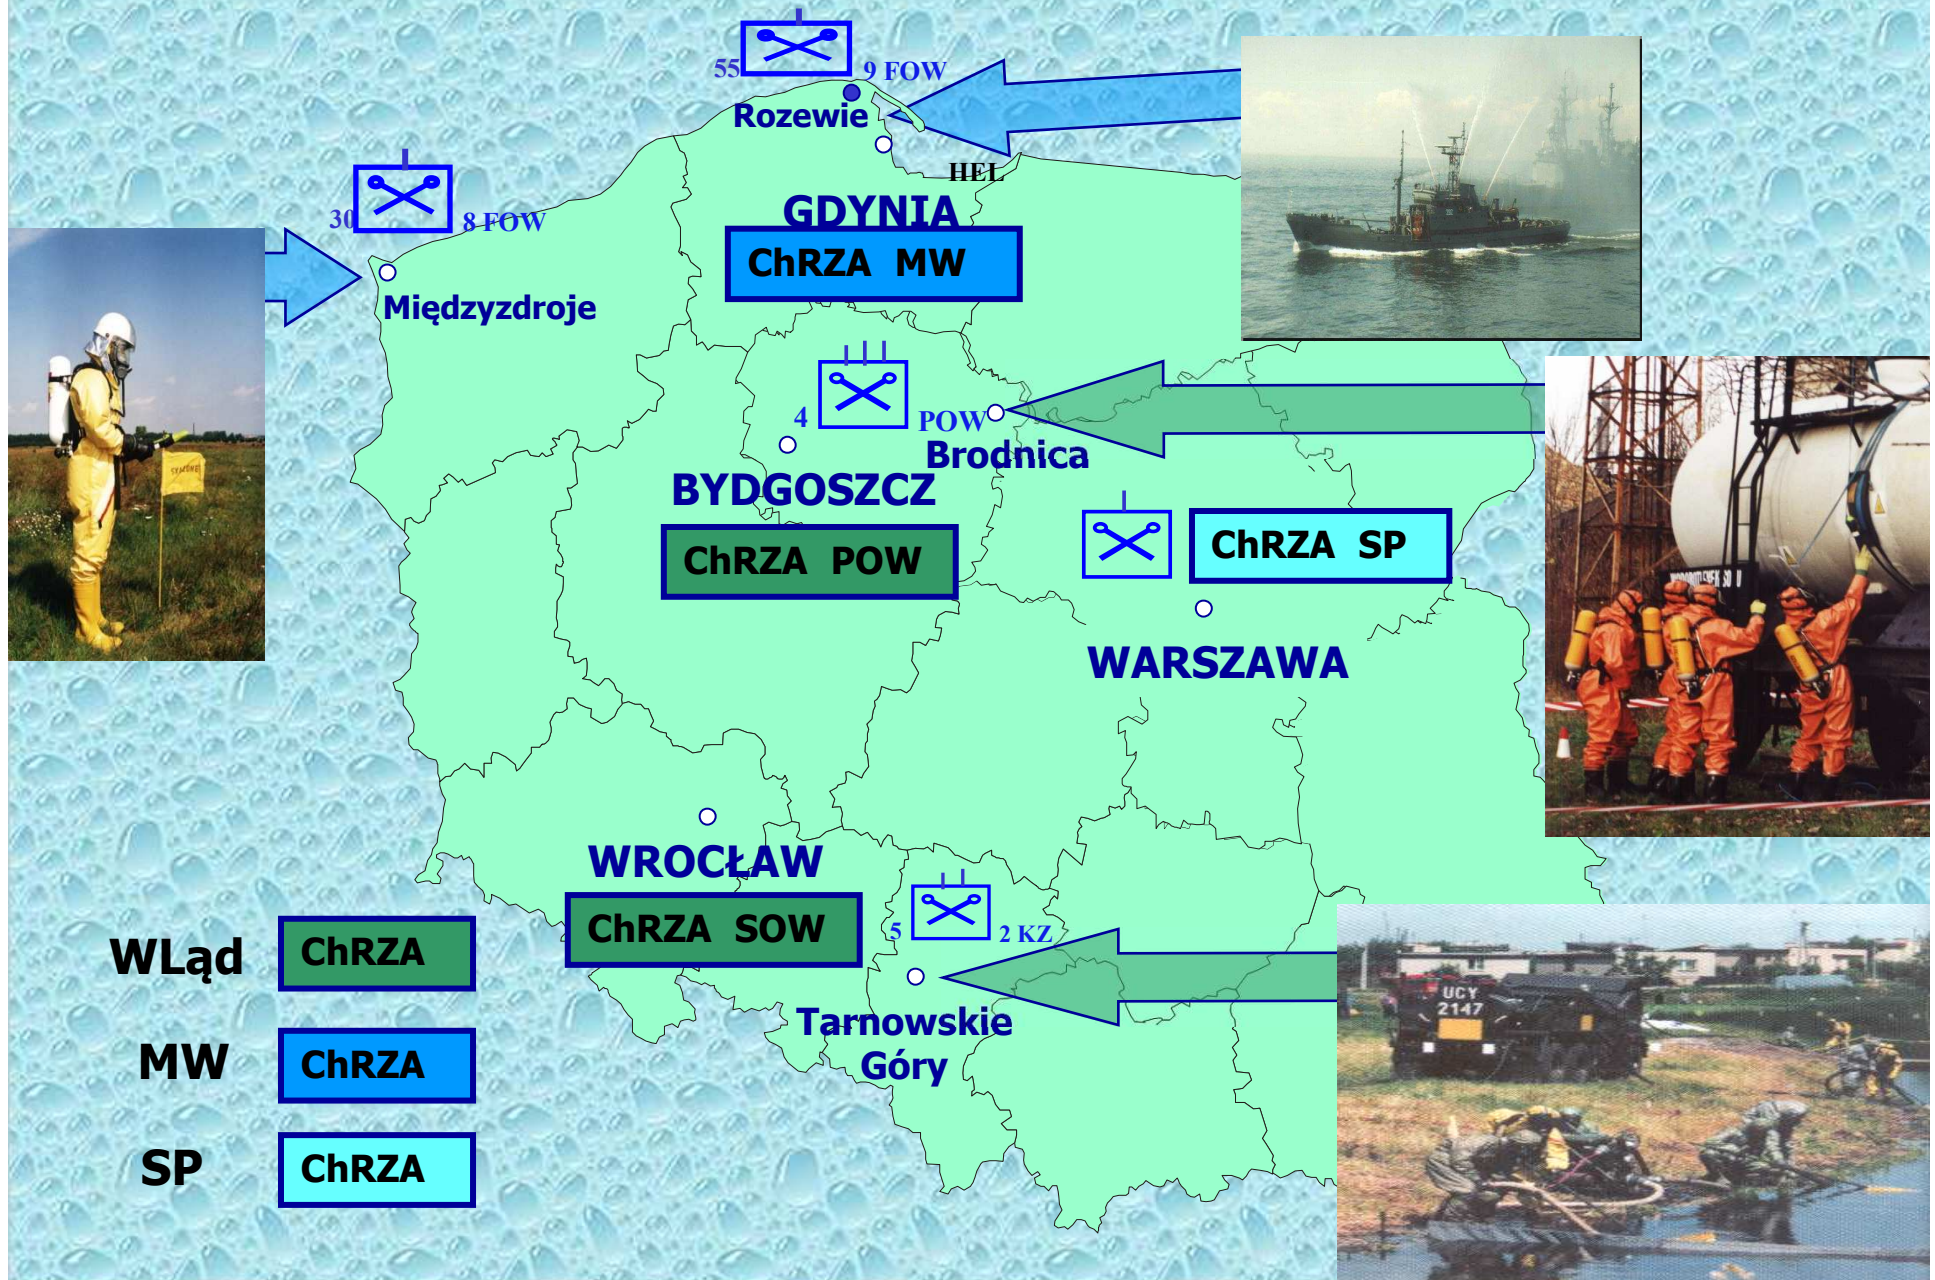 55
9 FOW
Rozewie
HEL
30
8 FOW
GDYNIA
ChRZA MW
Międzyzdroje
4
POW
Brodnica
BYDGOSZCZ
ChRZA POW
ChRZA SP
WARSZAWA
WROCŁAW
ChRZA SOW
5
2 KZ
Tarnowskie
Góry
WLąd
ChRZA
MW
ChRZA
SP
ChRZA
UCY
2147